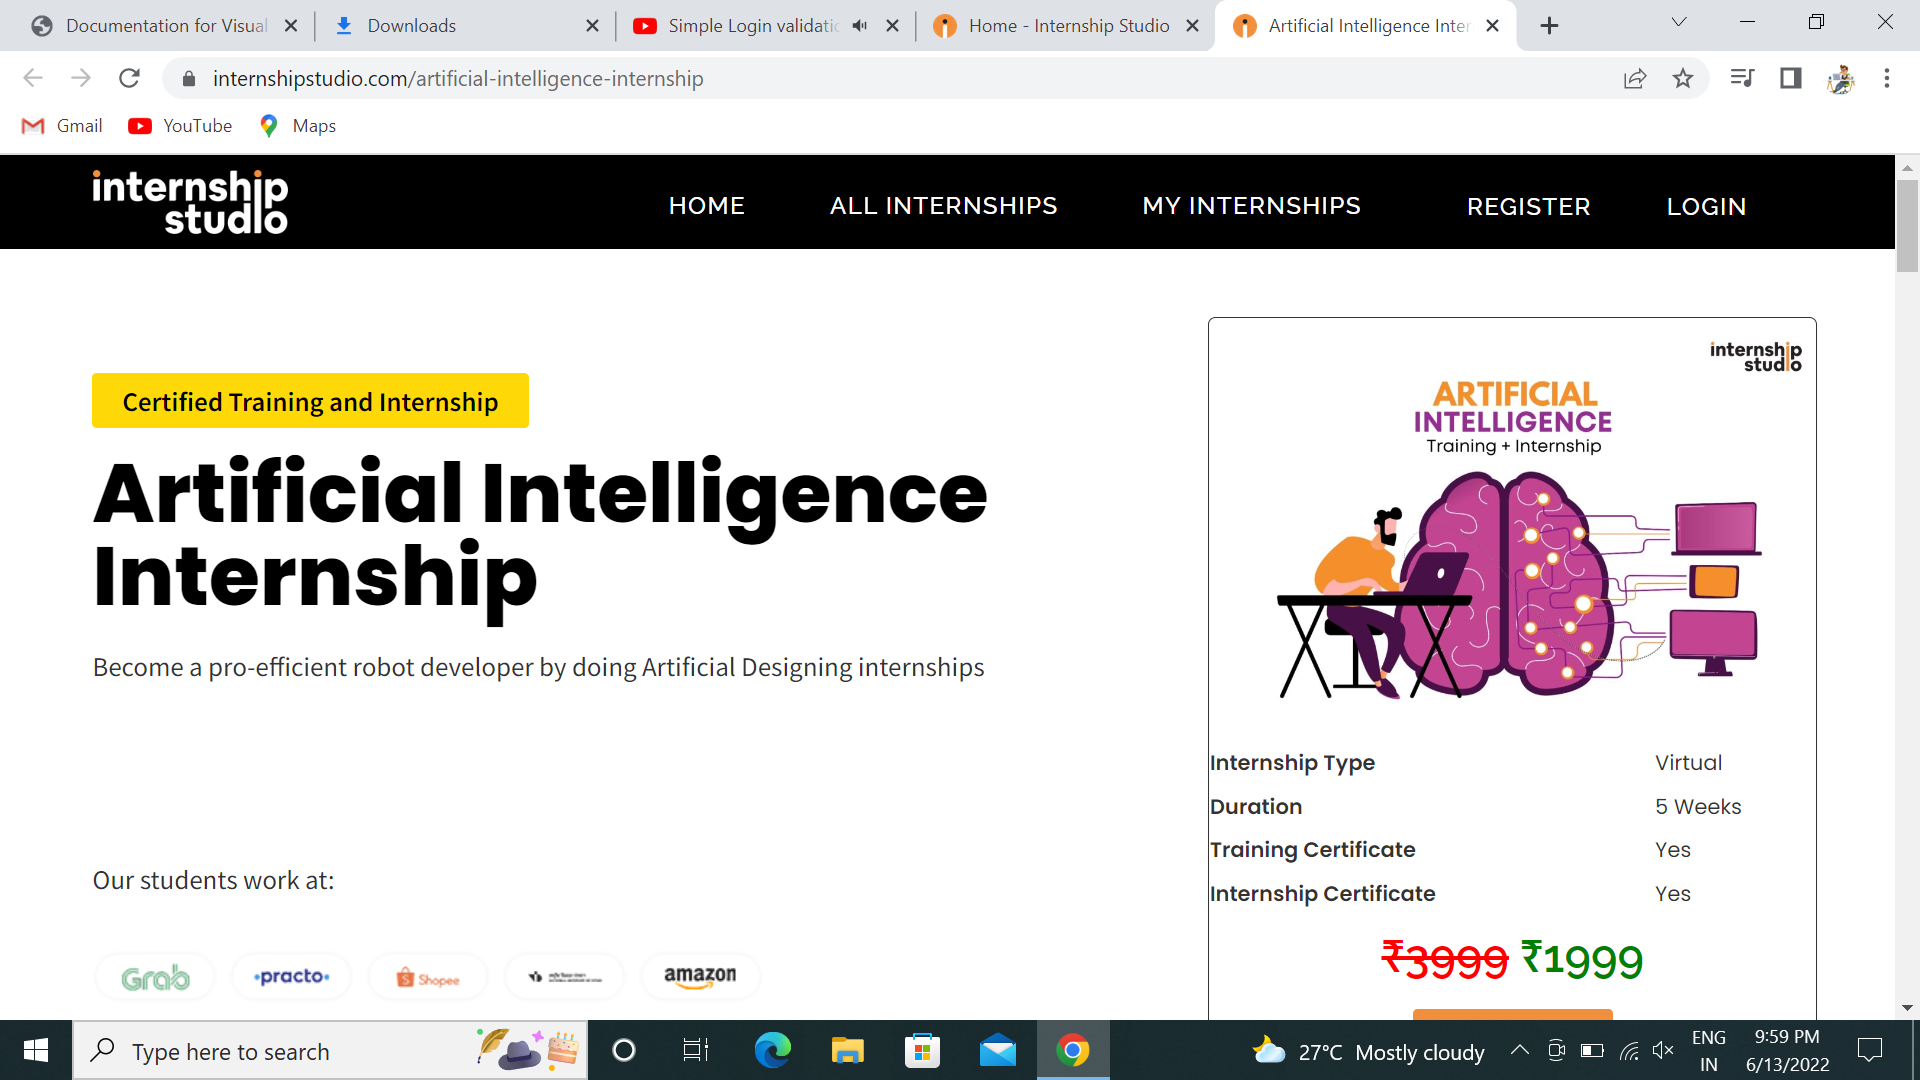 Documentation for Visual
Downloads
Simple Login validatio
Home - Internship Studio
Artificial Intelligence Inter
internshipstudio.com/artificial-intelligence-internship
Gmail
YouTube
Maps
internship
studio
HOME
ALL INTERNSHIPS
MY INTERNSHIPS
REGISTER
LOGIN
Certified Training and Internship
Artificial Intelligence
Internship
Become a pro-efficient robot developer by doing Artificial Designing internships
Our students work at:
Grab
practo
Shopee
amazon
internship
studio
ARTIFICIAL
INTELLIGENCE
Training + Internship
Internship Type Virtual
Duration 5 Weeks
Training Certificate Yes
Internship Certificate Yes
₹3999 ₹1999
Type here to search
27°C Mostly cloudy
ENG
IN
9:59 PM
6/13/2022